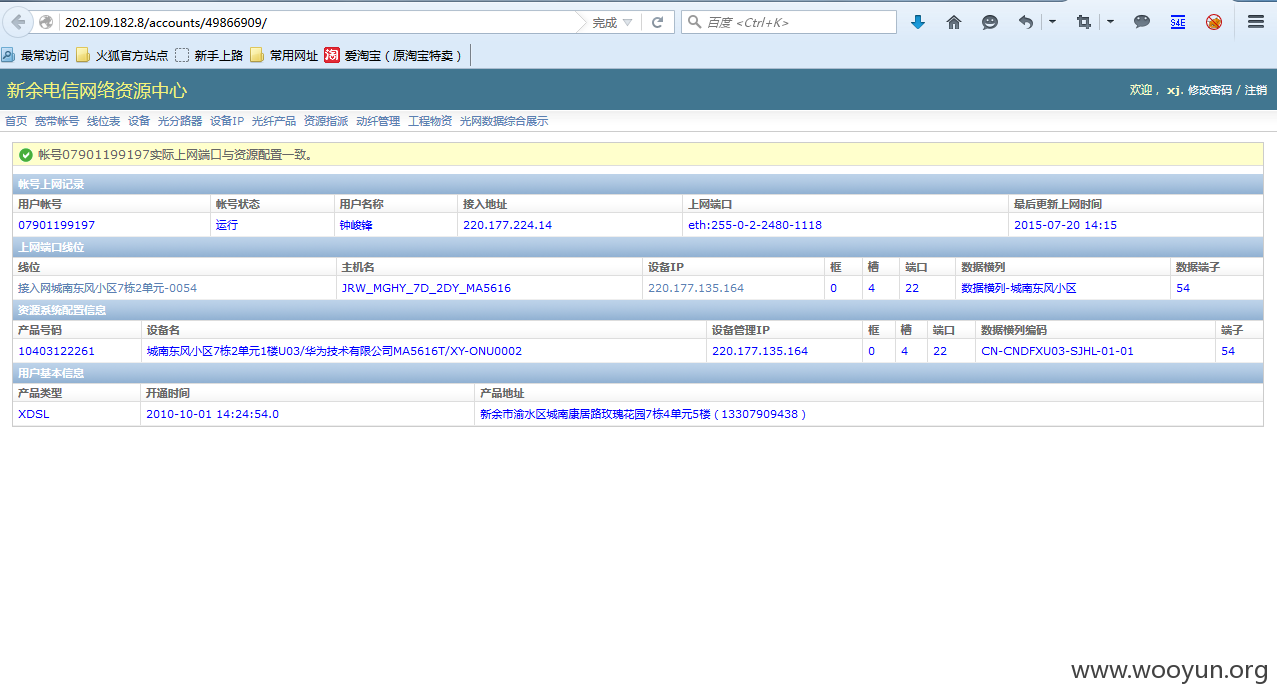 202.109.182.8/accounts/49866909/ 完成 百度 <Ctrl+K> S4E
最常访问 火狐官方站点 新手上路 常用网址 淘 爱淘宝（原淘宝特卖）
新余电信网络资源中心 欢迎，xj. 修改密码 / 注销
首页 宽带帐号 线位表 设备 光分路器 设备IP 光纤产品 资源指派 动纤管理 工程物资 光网数据综合展示
帐号07901199197实际上网端口与资源配置一致。
帐号上网记录
用户帐号 帐号状态 用户名称 接入地址 上网端口 最后更新上网时间
07901199197 运行 钟峻锋 220.177.224.14 eth:255-0-2-2480-1118 2015-07-20 14:15
上网端口线位
线位 主机名 设备IP 框 槽 端口 数据横列 数据端子
接入网城南东风小区7栋2单元-0054 JRW_MGHY_7D_2DY_MA5616 220.177.135.164 0 4 22 数据横列-城南东风小区 54
资源系统配置信息
产品号码 设备名 设备管理IP 框 槽 端口 数据横列编码 端子
10403122261 城南东风小区7栋2单元1楼U03/华为技术有限公司MA5616T/XY-ONU0002 220.177.135.164 0 4 22 CN-CNDFXU03-SJHL-01-01 54
用户基本信息
产品类型 开通时间 产品地址
XDSL 2010-10-01 14:24:54.0 新余市渝水区城南康居路玫瑰花园7栋4单元5楼（13307909438）
www.wooyun.org